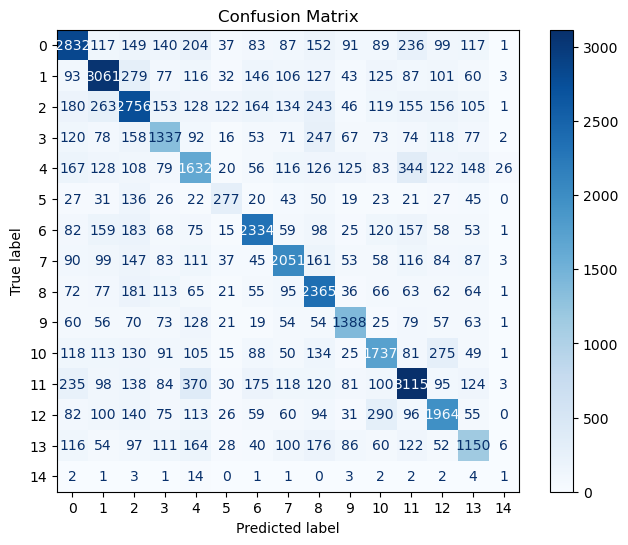 Confusion Matrix
0 2832 117 149 140 204 37 83 87 152 91 89 236 99 117 1
1 93 3061 279 77 116 32 146 106 127 43 125 87 101 60 3
2 180 263 2756 153 128 122 164 134 243 46 119 155 156 105 1
3 120 78 158 1337 92 16 53 71 247 67 73 74 118 77 2
4 167 128 108 79 1632 20 56 116 126 125 83 344 122 148 26
5 27 31 136 26 22 277 20 43 50 19 23 21 27 45 0
6 82 159 183 68 75 15 2334 59 98 25 120 157 58 53 1
7 90 99 147 83 111 37 45 2051 161 53 58 116 84 87 3
8 72 77 181 113 65 21 55 95 2365 36 66 63 62 64 1
9 60 56 70 73 128 21 19 54 54 1388 25 79 57 63 1
10 118 113 130 91 105 15 88 50 134 25 1737 81 275 49 1
11 235 98 138 84 370 30 175 118 120 81 100 3115 95 124 3
12 82 100 140 75 113 26 59 60 94 31 290 96 1964 55 0
13 116 54 97 111 164 28 40 100 176 86 60 122 52 1150 6
14 2 1 3 1 14 0 1 1 0 3 2 2 2 4 1
0 1 2 3 4 5 6 7 8 9 10 11 12 13 14
Predicted label
True label
3000
2500
2000
1500
1000
500
0